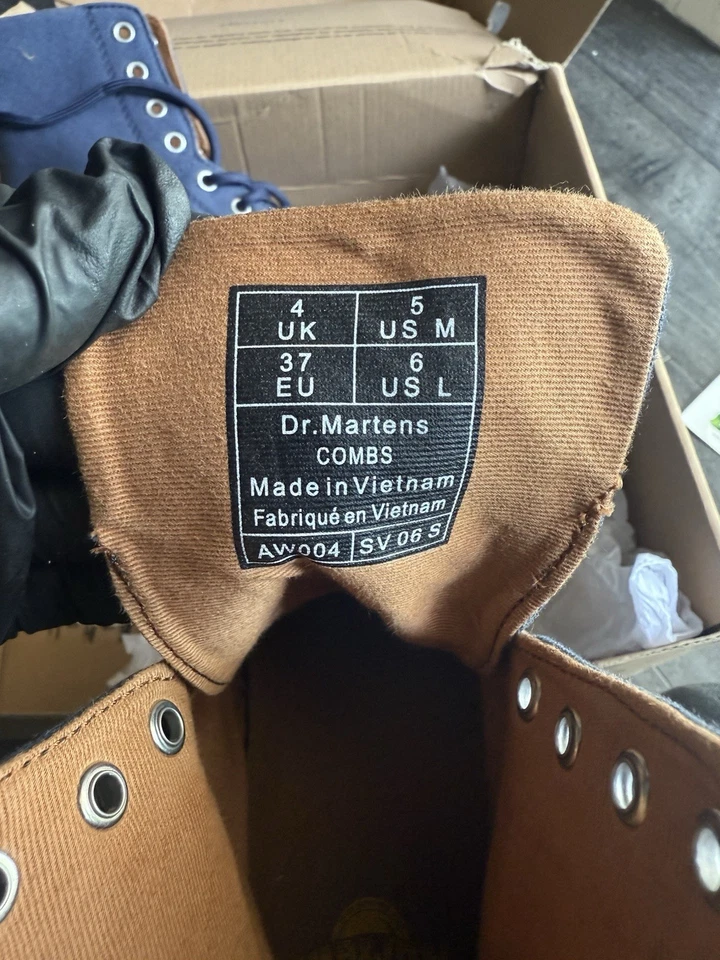 4 5
UK US M
37 6
EU US L
Dr.Martens
COMBS
Made in Vietnam
Fabriqué en Vietnam
AW004 SV 06 S